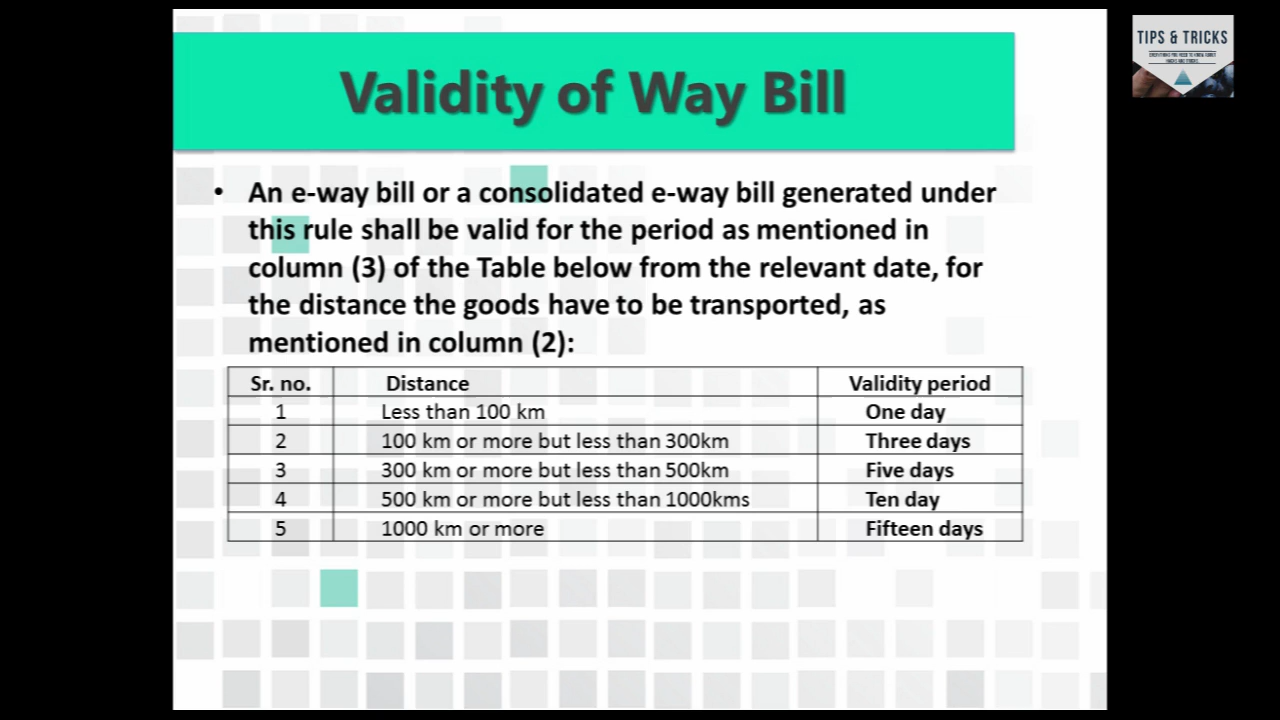 Validity of Way Bill
TIPS & TRICKS
• An e-way bill or a consolidated e-way bill generated under
this rule shall be valid for the period as mentioned in
column (3) of the Table below from the relevant date, for
the distance the goods have to be transported, as
mentioned in column (2):
Sr. no. Distance Validity period
1 Less than 100 km One day
2 100 km or more but less than 300km Three days
3 300 km or more but less than 500km Five days
4 500 km or more but less than 1000kms Ten day
5 1000 km or more Fifteen days